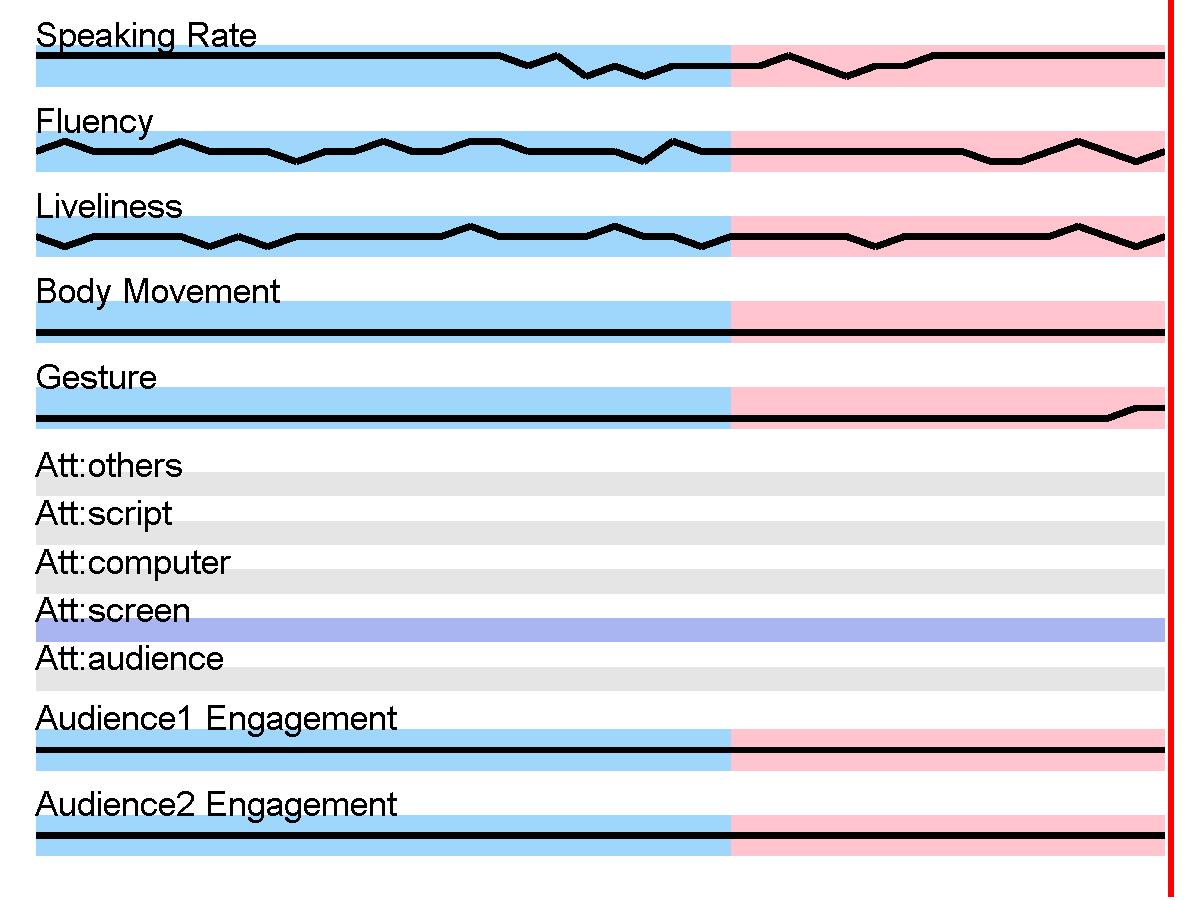 Speaking Rate
Fluency
Liveliness
Body Movement
Gesture
Att:others
Att:script
Att:computer
Att:screen
Att:audience
Audience1 Engagement
Audience2 Engagement